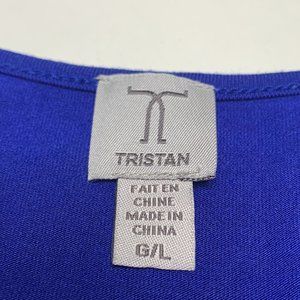 TRISTAN
FAIT EN
CHINE
MADE IN
CHINA
G/L